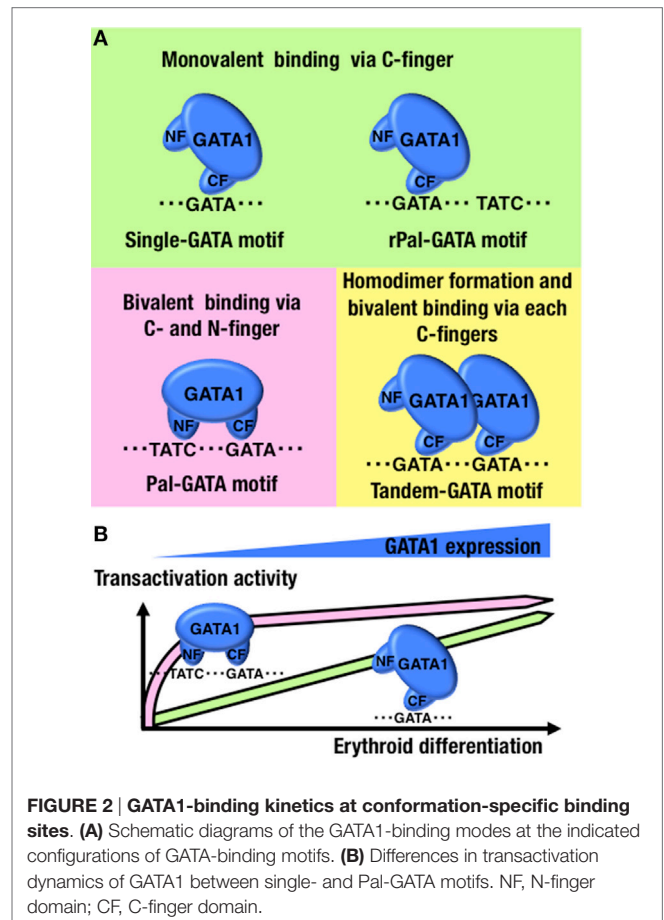 A
Monovalent binding via C-finger
NF GATA1 NF GATA1
CF CF
···GATA··· ···GATA··· TATC···
Single-GATA motif rPal-GATA motif
Bivalent binding via
C- and N-finger
GATA1
NF CF
···TATC···GATA···
Pal-GATA motif
Homodimer formation and
bivalent binding via each
C-fingers
NF GATA1 GATA1
CF CF
···GATA···GATA···
Tandem-GATA motif
B
GATA1 expression
Transactivation activity
GATA1
NF CF
···TATC···GATA···
NF GATA1
CF
···GATA···
Erythroid differentiation
FIGURE 2 | GATA1-binding kinetics at conformation-specific binding
sites. (A) Schematic diagrams of the GATA1-binding modes at the indicated
configurations of GATA-binding motifs. (B) Differences in transactivation
dynamics of GATA1 between single- and Pal-GATA motifs. NF, N-finger
domain; CF, C-finger domain.